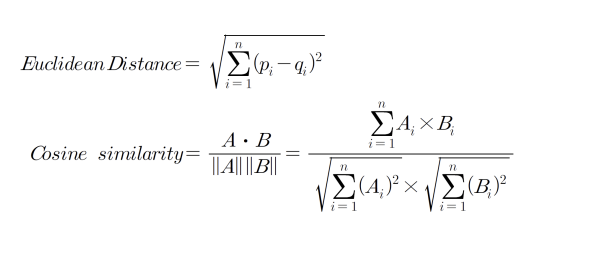 Euclidean Distance = √(∑_{i=1}^{n} (p_i − q_i)^2)
Cosine similarity = (A · B) / (‖A‖ ‖B‖) = (∑_{i=1}^{n} A_i × B_i) / (√(∑_{i=1}^{n} (A_i)^2) × √(∑_{i=1}^{n} (B_i)^2))